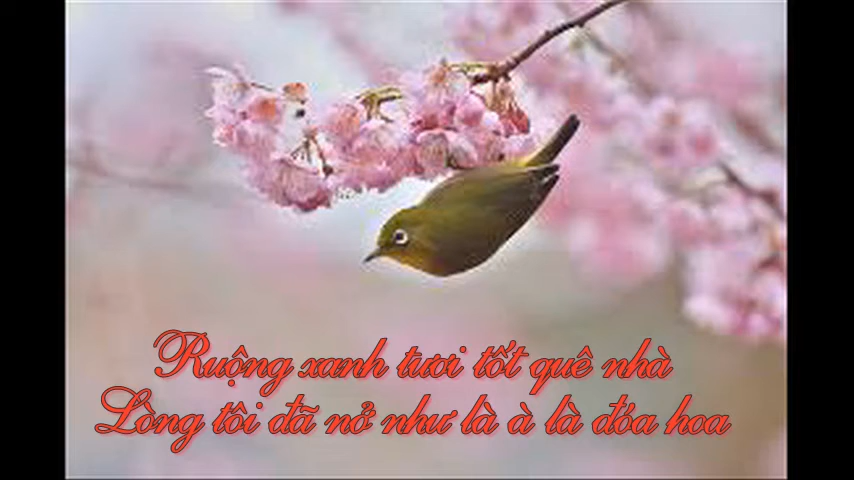 Ruộng xanh tươi tốt quê nhà
Lòng tôi đã nở như là à là đóa hoa